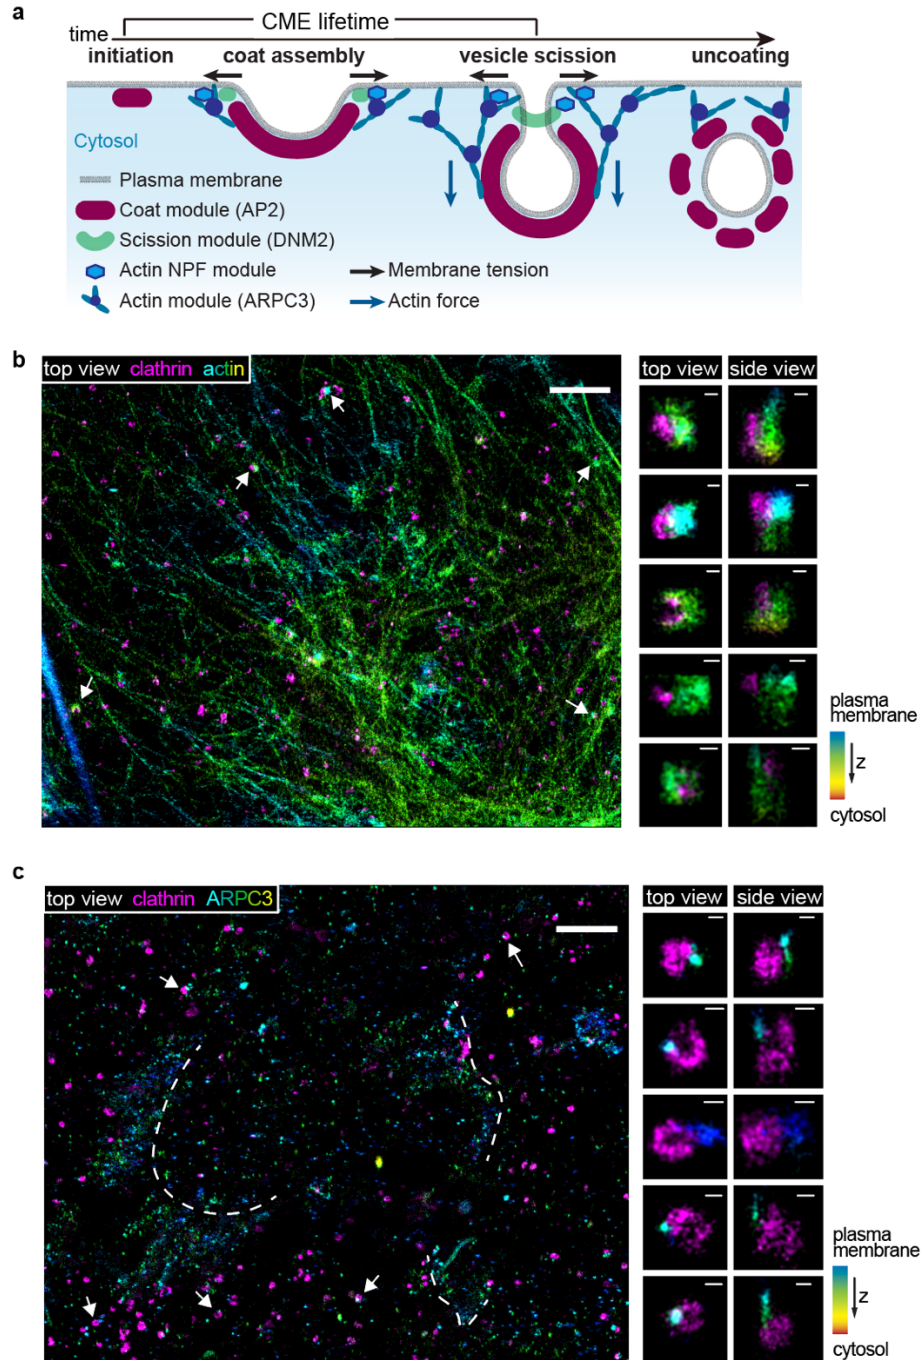 a
CME lifetime
time
initiation coat assembly vesicle scission uncoating
Cytosol
Plasma membrane
Coat module (AP2)
Scission module (DNM2)
Actin NPF module
Membrane tension
Actin module (ARPC3)
Actin force
b
top view clathrin actin
top view side view
plasma
membrane
z
cytosol
c
top view clathrin ARPC3
top view side view
plasma
membrane
z
cytosol